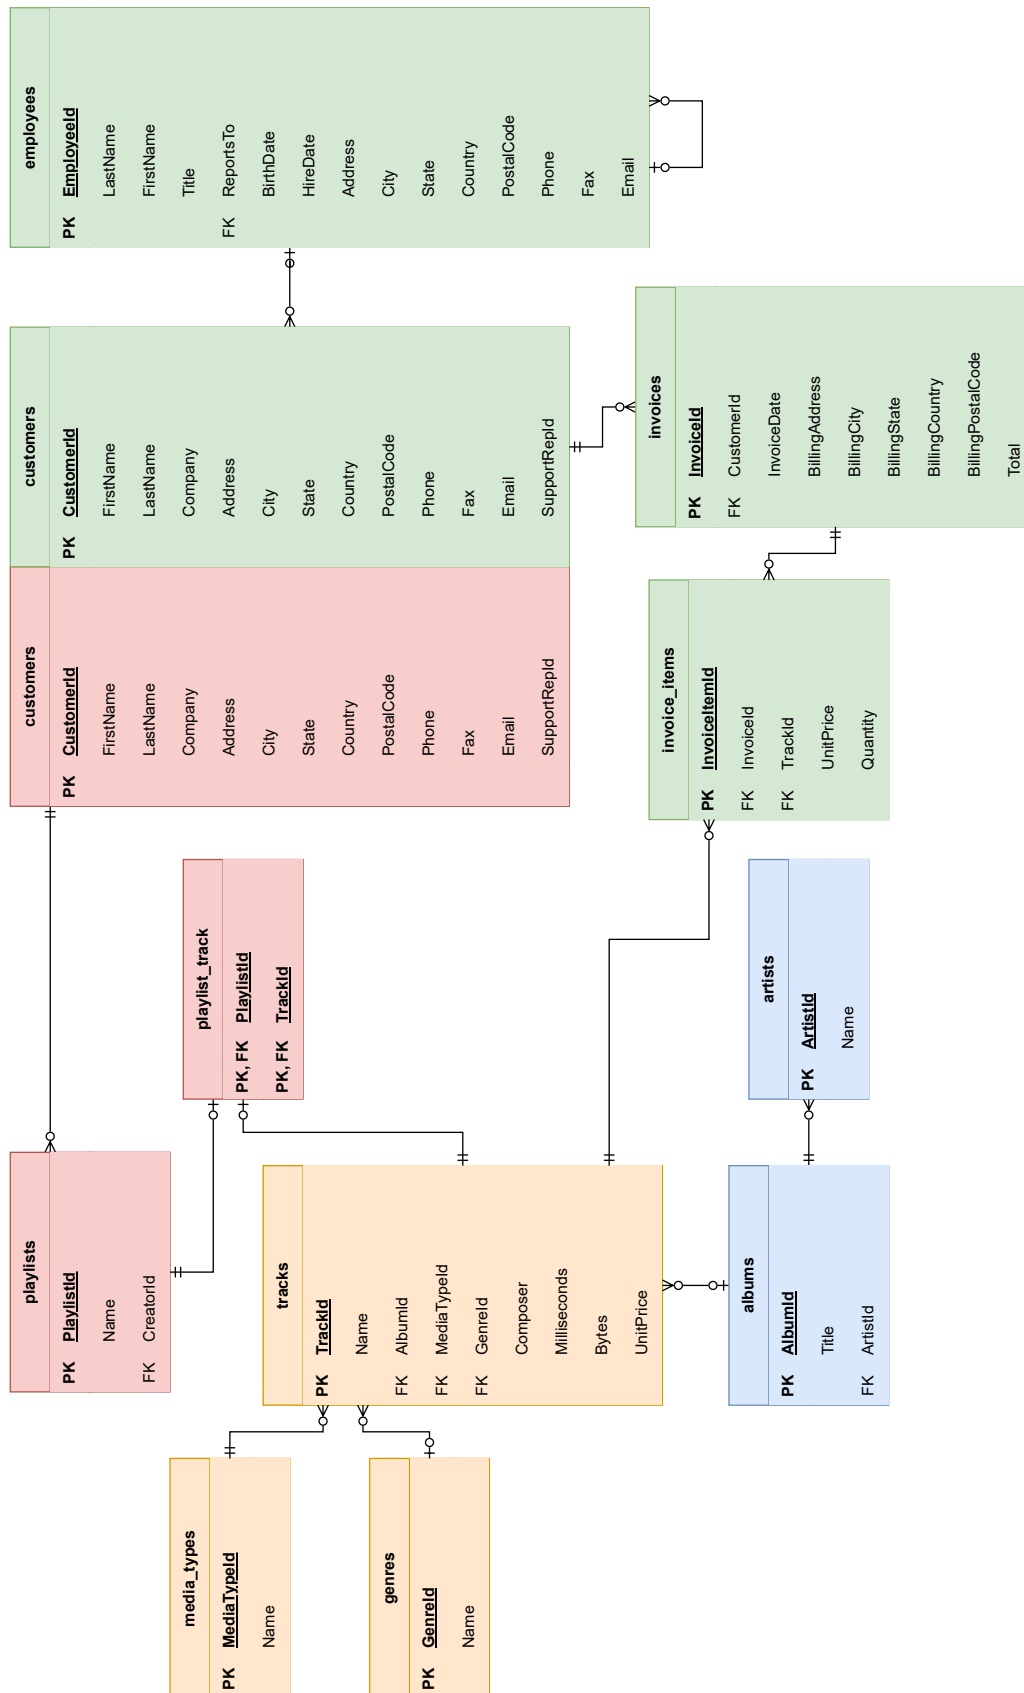 media_types
PK MediaTypeId
Name
genres
PK GenreId
Name
playlists
PK PlaylistId
Name
FK CreatorId
tracks
PK TrackId
Name
FK AlbumId
FK MediaTypeId
FK GenreId
Composer
Milliseconds
Bytes
UnitPrice
albums
PK AlbumId
Title
FK ArtistId
playlist_track
PK, FK PlaylistId
PK, FK TrackId
artists
PK ArtistId
Name
customers
PK CustomerId
FirstName
LastName
Company
Address
City
State
Country
PostalCode
Phone
Fax
Email
SupportRepId
invoice_items
PK InvoiceItemId
FK InvoiceId
FK TrackId
UnitPrice
Quantity
customers
PK CustomerId
FirstName
LastName
Company
Address
City
State
Country
PostalCode
Phone
Fax
Email
SupportRepId
invoices
PK InvoiceId
FK CustomerId
InvoiceDate
BillingAddress
BillingCity
BillingState
BillingCountry
BillingPostalCode
Total
employees
PK EmployeeId
LastName
FirstName
Title
FK ReportsTo
BirthDate
HireDate
Address
City
State
Country
PostalCode
Phone
Fax
Email